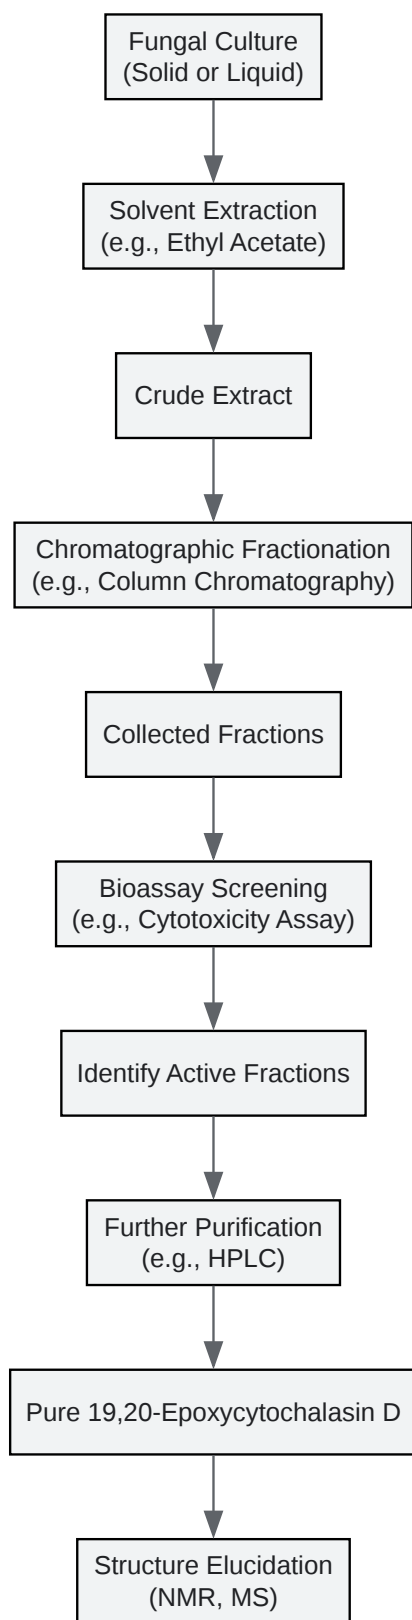 Fungal Culture
(Solid or Liquid)
Solvent Extraction
(e.g., Ethyl Acetate)
Crude Extract
Chromatographic Fractionation
(e.g., Column Chromatography)
Collected Fractions
Bioassay Screening
(e.g., Cytotoxicity Assay)
Identify Active Fractions
Further Purification
(e.g., HPLC)
Pure 19,20-Epoxycytochalasin D
Structure Elucidation
(NMR, MS)